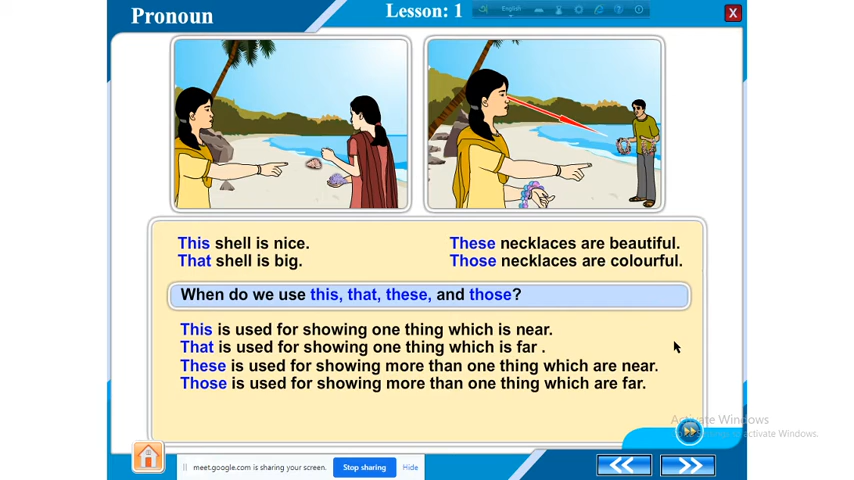 Pronoun
Lesson: 1
English
X
This shell is nice.
That shell is big.
These necklaces are beautiful.
Those necklaces are colourful.
When do we use this, that, these, and those?
This is used for showing one thing which is near.
That is used for showing one thing which is far .
These is used for showing more than one thing which are near.
Those is used for showing more than one thing which are far.
Activate Windows
to activate Windows.
meet.google.com is sharing your screen.
Stop sharing
Hide